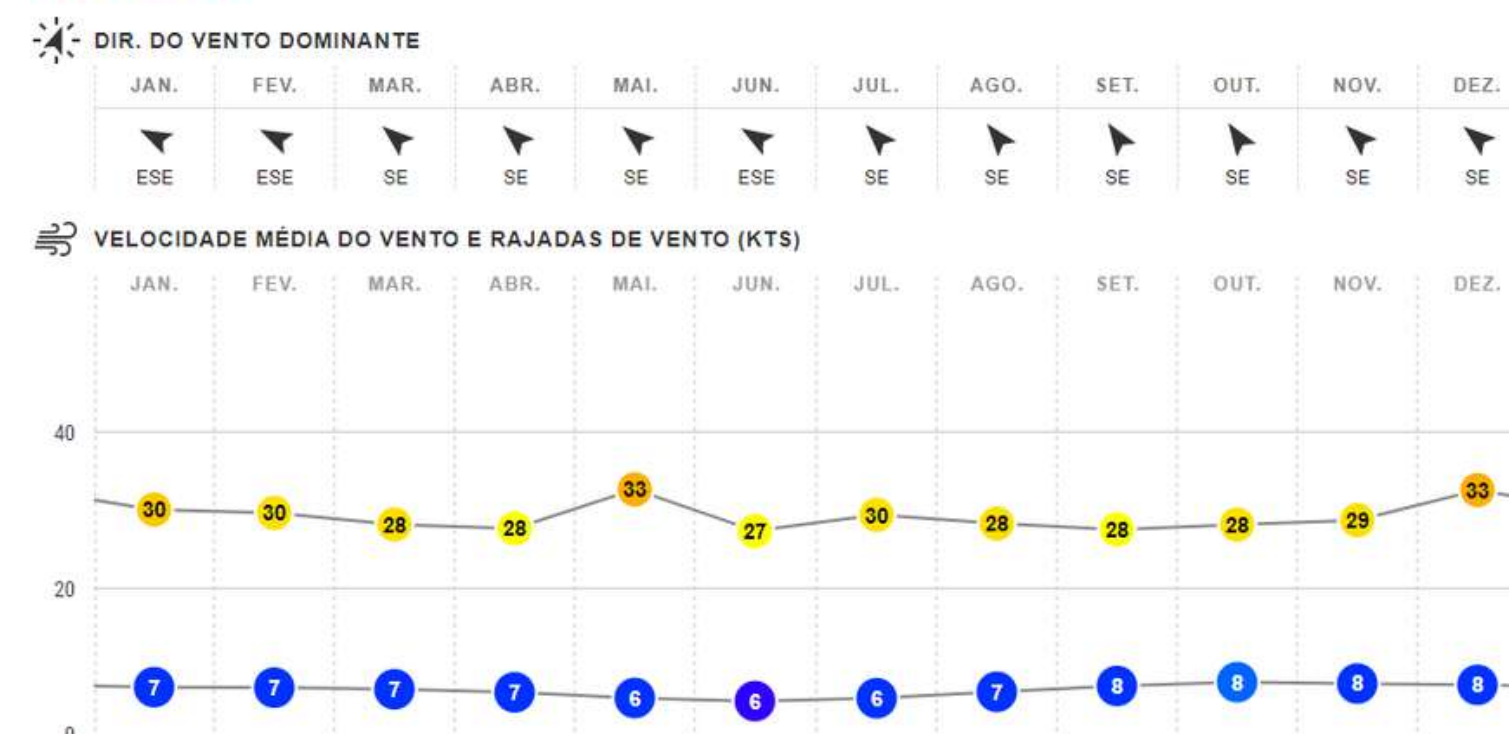 DIR. DO VENTO DOMINANTE
JAN. FEV. MAR. ABR. MAI. JUN. JUL. AGO. SET. OUT. NOV. DEZ.
ESE ESE SE SE SE ESE SE SE SE SE SE SE
VELOCIDADE MÉDIA DO VENTO E RAJADAS DE VENTO (KTS)
JAN. FEV. MAR. ABR. MAI. JUN. JUL. AGO. SET. OUT. NOV. DEZ.
40
30 30 28 28 33 27 30 28 28 28 29 33
20
7 7 7 7 6 6 6 7 8 8 8 8
0